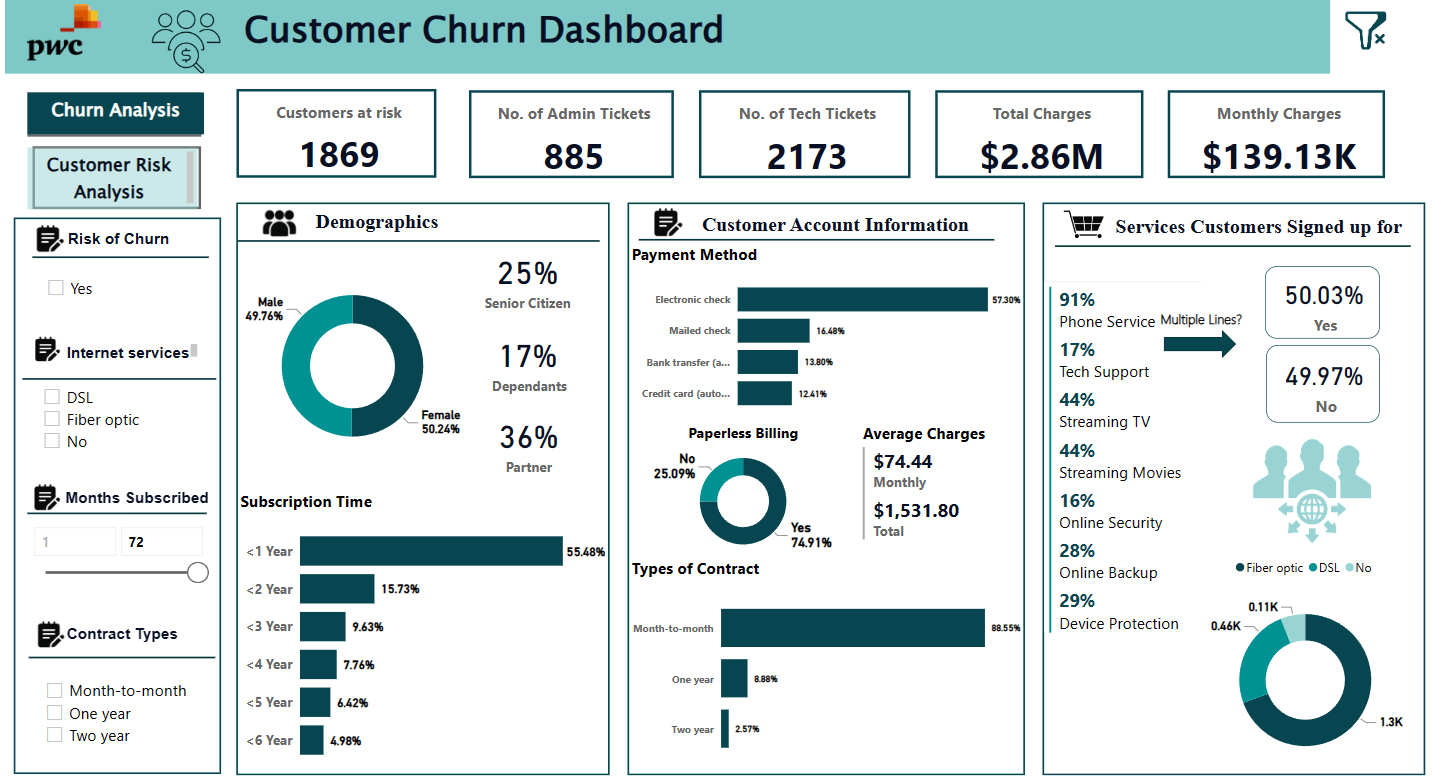 pwc
Customer Churn Dashboard
Churn Analysis
Customer Risk
Analysis
Customers at risk
1869
No. of Admin Tickets
885
No. of Tech Tickets
2173
Total Charges
$2.86M
Monthly Charges
$139.13K
Risk of Churn
Yes
Internet services
DSL
Fiber optic
No
Months Subscribed
1
72
Contract Types
Month-to-month
One year
Two year
Demographics
Male
49.76%
Female
50.24%
25%
Senior Citizen
17%
Dependants
36%
Partner
Subscription Time
<1 Year
55.48%
<2 Year
15.73%
<3 Year
9.63%
<4 Year
7.76%
<5 Year
6.42%
<6 Year
4.98%
Customer Account Information
Payment Method
Electronic check
57.30%
Mailed check
16.48%
Bank transfer (a...
13.80%
Credit card (auto...
12.41%
Paperless Billing
No
25.09%
Yes
74.91%
Average Charges
$74.44
Monthly
$1,531.80
Total
Types of Contract
Month-to-month
88.55%
One year
8.88%
Two year
2.57%
Services Customers Signed up for
91%
Phone Service
Multiple Lines?
50.03%
Yes
49.97%
No
17%
Tech Support
44%
Streaming TV
44%
Streaming Movies
16%
Online Security
28%
Online Backup
29%
Device Protection
Fiber optic DSL No
0.11K
0.46K
1.3K